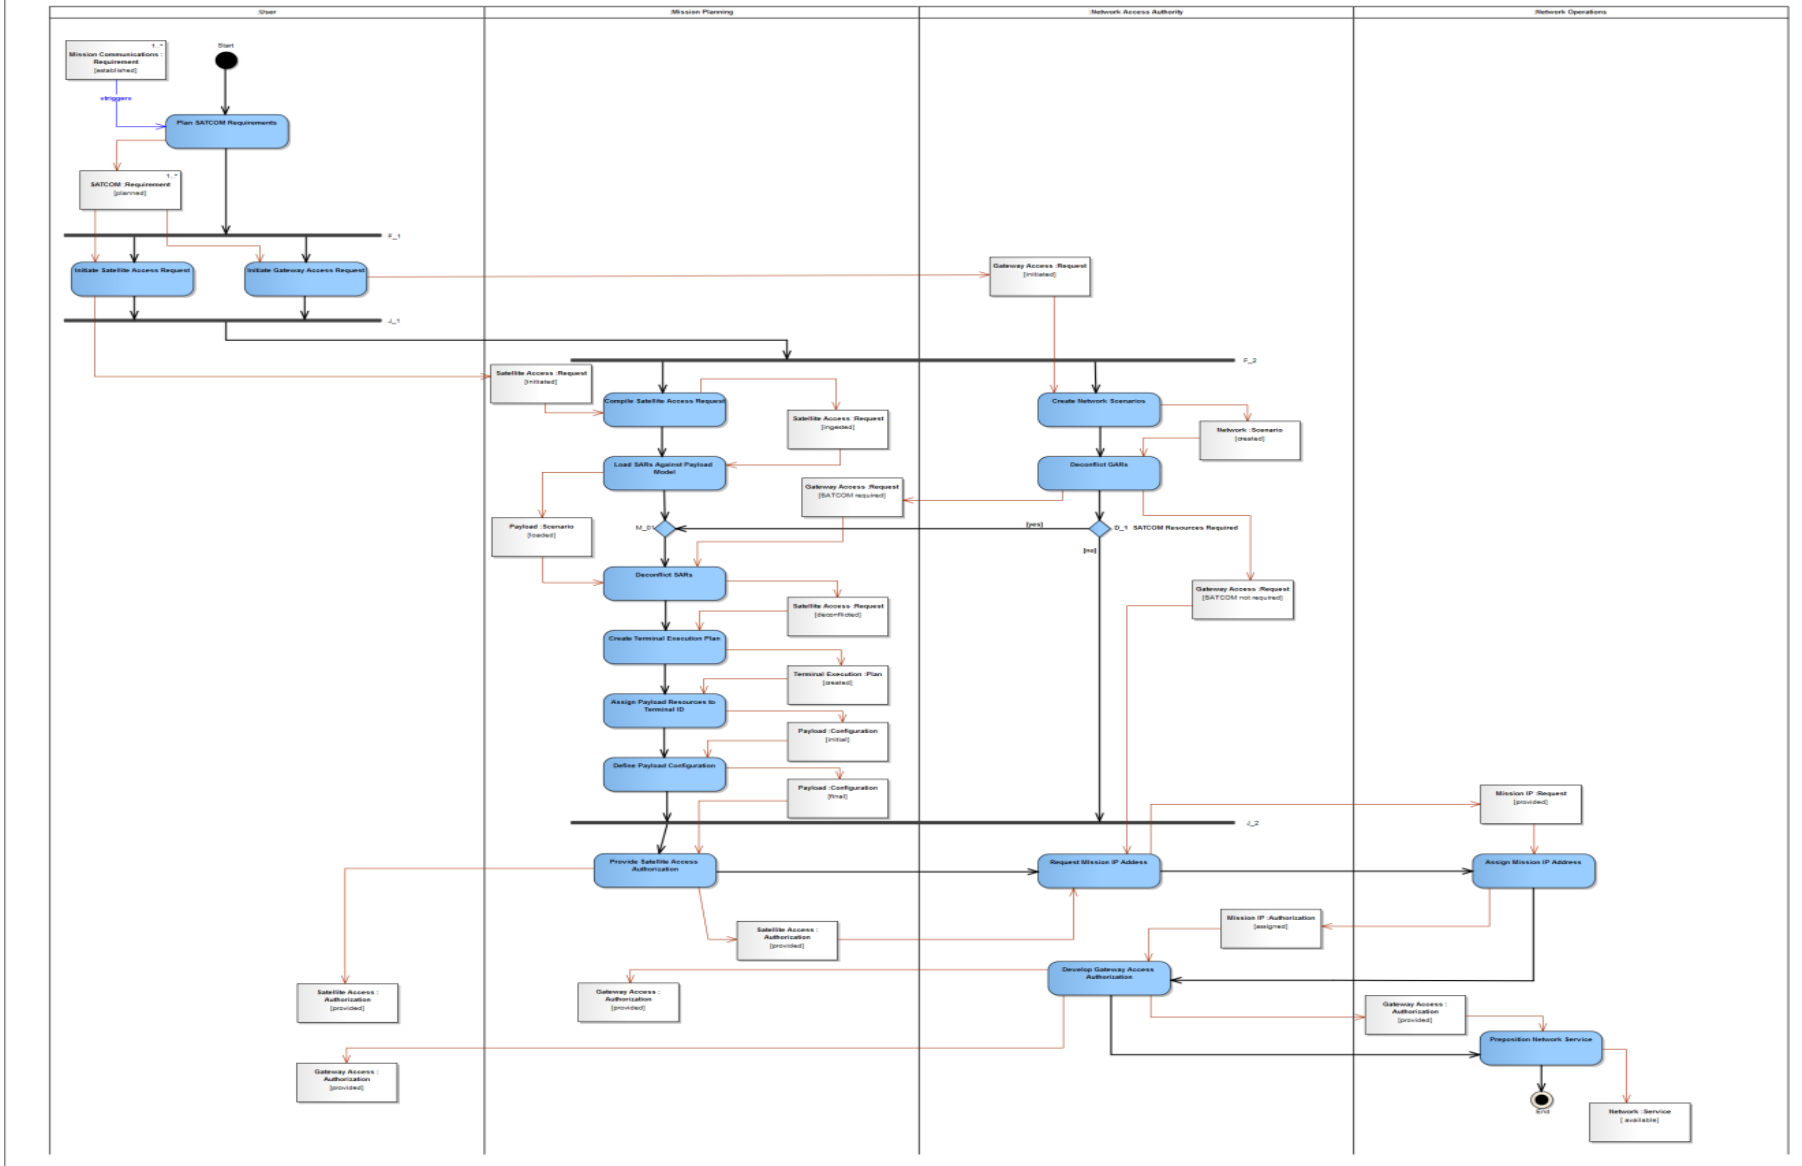 :User
:Mission Planning
:Network Access Authority
:Network Operations
1..*
Mission Communications :
Requirement
[established]
Start
«trigger»
Plan SATCOM Requirements
1..*
SATCOM :Requirement
[planned]
F_1
Initiate Satellite Access Request
Initiate Gateway Access Request
Gateway Access :Request
[initiated]
J_1
F_2
Satellite Access :Request
[initiated]
Compile Satellite Access Request
Satellite Access :Request
[ingested]
Create Network Scenarios
Network :Scenario
[created]
Load SARs Against Payload
Model
Deconflict GARs
Gateway Access :Request
[SATCOM required]
Payload :Scenario
[loaded]
M_01
[yes]
D_1 SATCOM Resources Required
[no]
Deconflict SARs
Satellite Access :Request
[deconflicted]
Gateway Access :Request
[SATCOM not required]
Create Terminal Execution Plan
Terminal Execution :Plan
[created]
Assign Payload Resources to
Terminal ID
Payload :Configuration
[initial]
Define Payload Configuration
Payload :Configuration
[final]
Mission IP :Request
[provided]
J_2
Provide Satellite Access
Authorization
Request Mission IP Addess
Assign Mission IP Address
Satellite Access :
Authorization
[provided]
Mission IP :Authorization
[assigned]
Develop Gateway Access
Authorization
Satellite Access :
Authorization
[provided]
Gateway Access :
Authorization
[provided]
Gateway Access :
Authorization
[provided]
Preposition Network Service
Gateway Access :
Authorization
[provided]
End
Network :Service
[ available]